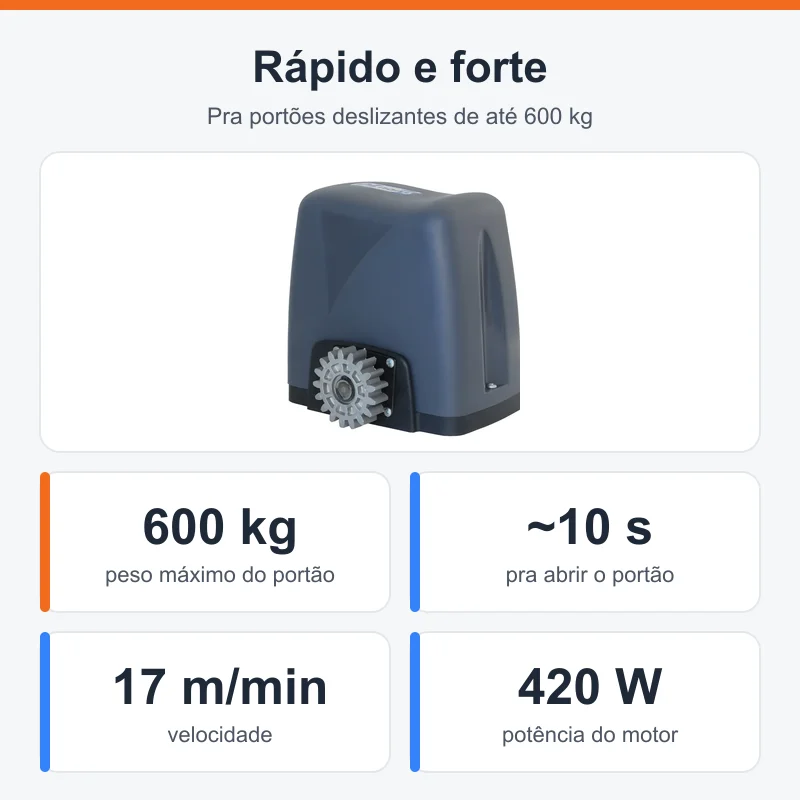 Rápido e forte
Pra portões deslizantes de até 600 kg
600 kg
peso máximo do portão
~10 s
pra abrir o portão
17 m/min
velocidade
420 W
potência do motor